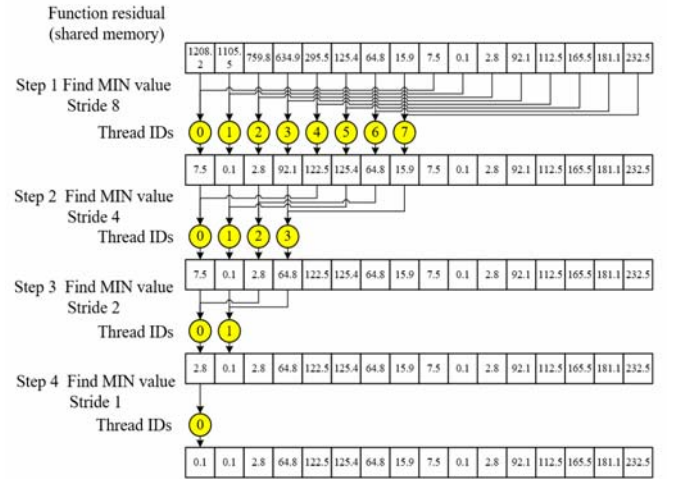 Function residual
(shared memory)
1208.2 1105.5 759.8 634.9 295.5 125.4 64.8 15.9 7.5 0.1 2.8 92.1 112.5 165.5 181.1 232.5
Step 1 Find MIN value
Stride 8
Thread IDs 0 1 2 3 4 5 6 7
7.5 0.1 2.8 92.1 122.5 125.4 64.8 15.9 7.5 0.1 2.8 92.1 112.5 165.5 181.1 232.5
Step 2 Find MIN value
Stride 4
Thread IDs 0 1 2 3
7.5 0.1 2.8 64.8 122.5 125.4 64.8 15.9 7.5 0.1 2.8 92.1 112.5 165.5 181.1 232.5
Step 3 Find MIN value
Stride 2
Thread IDs 0 1
2.8 0.1 2.8 64.8 122.5 125.4 64.8 15.9 7.5 0.1 2.8 92.1 112.5 165.5 181.1 232.5
Step 4 Find MIN value
Stride 1
Thread IDs 0
0.1 0.1 2.8 64.8 122.5 125.4 64.8 15.9 7.5 0.1 2.8 92.1 112.5 165.5 181.1 232.5